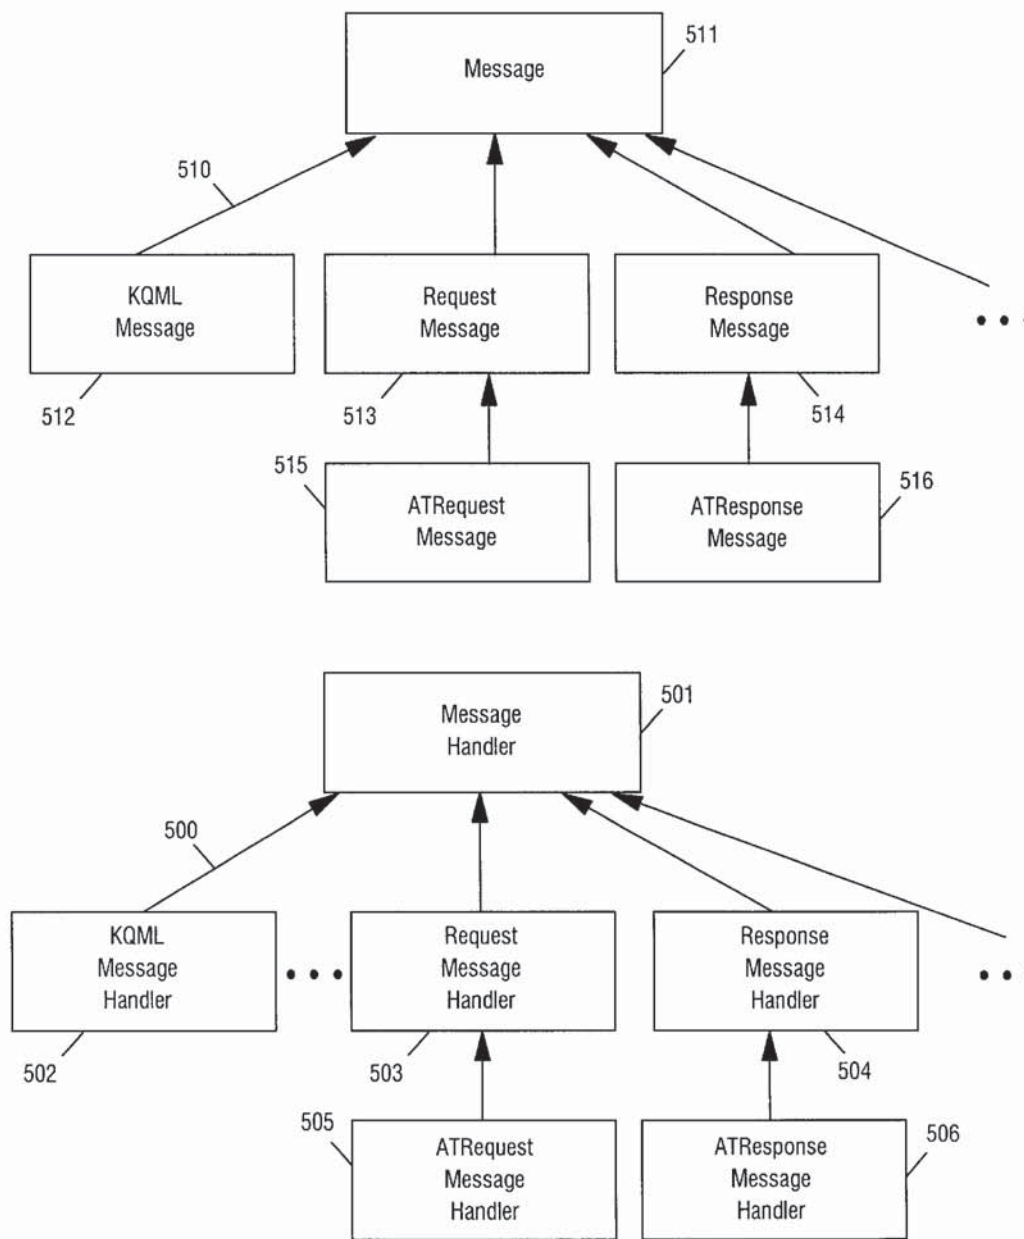 Message
511
510
KQML
Message
Request
Message
Response
Message
512
513
514
515
ATRequest
Message
ATResponse
Message
516
Message
Handler
501
500
KQML
Message
Handler
Request
Message
Handler
Response
Message
Handler
502
503
504
505
ATRequest
Message
Handler
ATResponse
Message
Handler
506